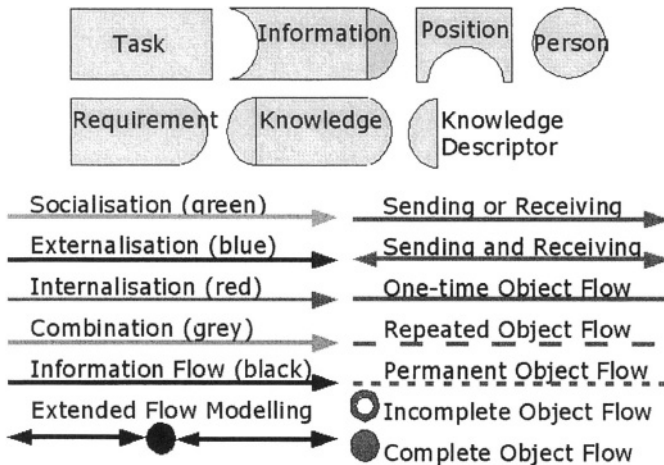 Task
Information
Position
Person
Requirement
Knowledge
Knowledge
Descriptor
Socialisation (green)
Sending or Receiving
Externalisation (blue)
Sending and Receiving
Internalisation (red)
One-time Object Flow
Combination (grey)
Repeated Object Flow
Information Flow (black)
Permanent Object Flow
Extended Flow Modelling
Incomplete Object Flow
Complete Object Flow